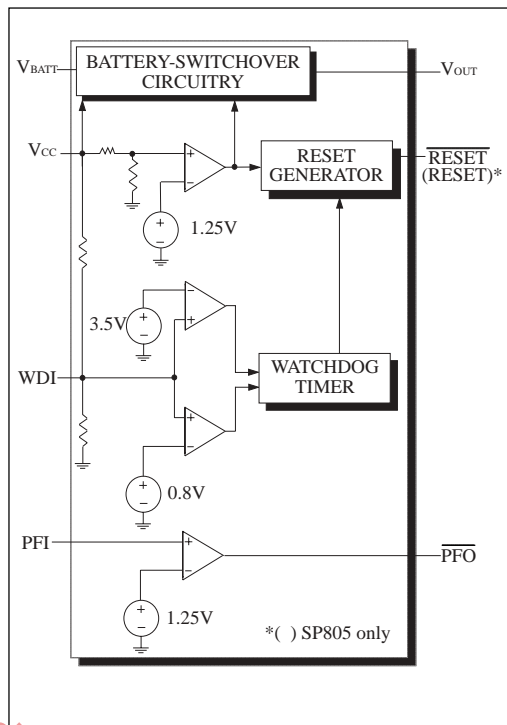 BATTERY-SWITCHOVER
CIRCUITRY
VBATT
VOUT
VCC
RESET
GENERATOR
RESET
(RESET)*
1.25V
3.5V
WDI
WATCHDOG
TIMER
0.8V
PFI
PFO
1.25V
*( ) SP805 only